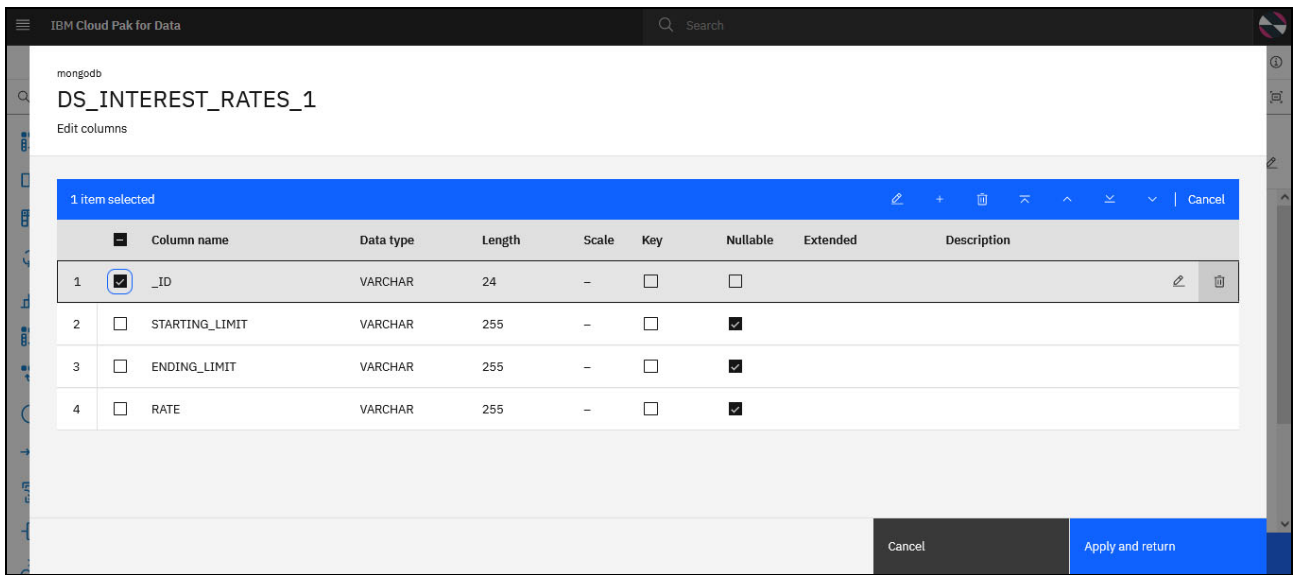 IBM Cloud Pak for Data Search
mongodb
DS_INTEREST_RATES_1
Edit columns
1 item selected Cancel
Column name Data type Length Scale Key Nullable Extended Description
1 _ID VARCHAR 24 –
2 STARTING_LIMIT VARCHAR 255 –
3 ENDING_LIMIT VARCHAR 255 –
4 RATE VARCHAR 255 –
Cancel Apply and return